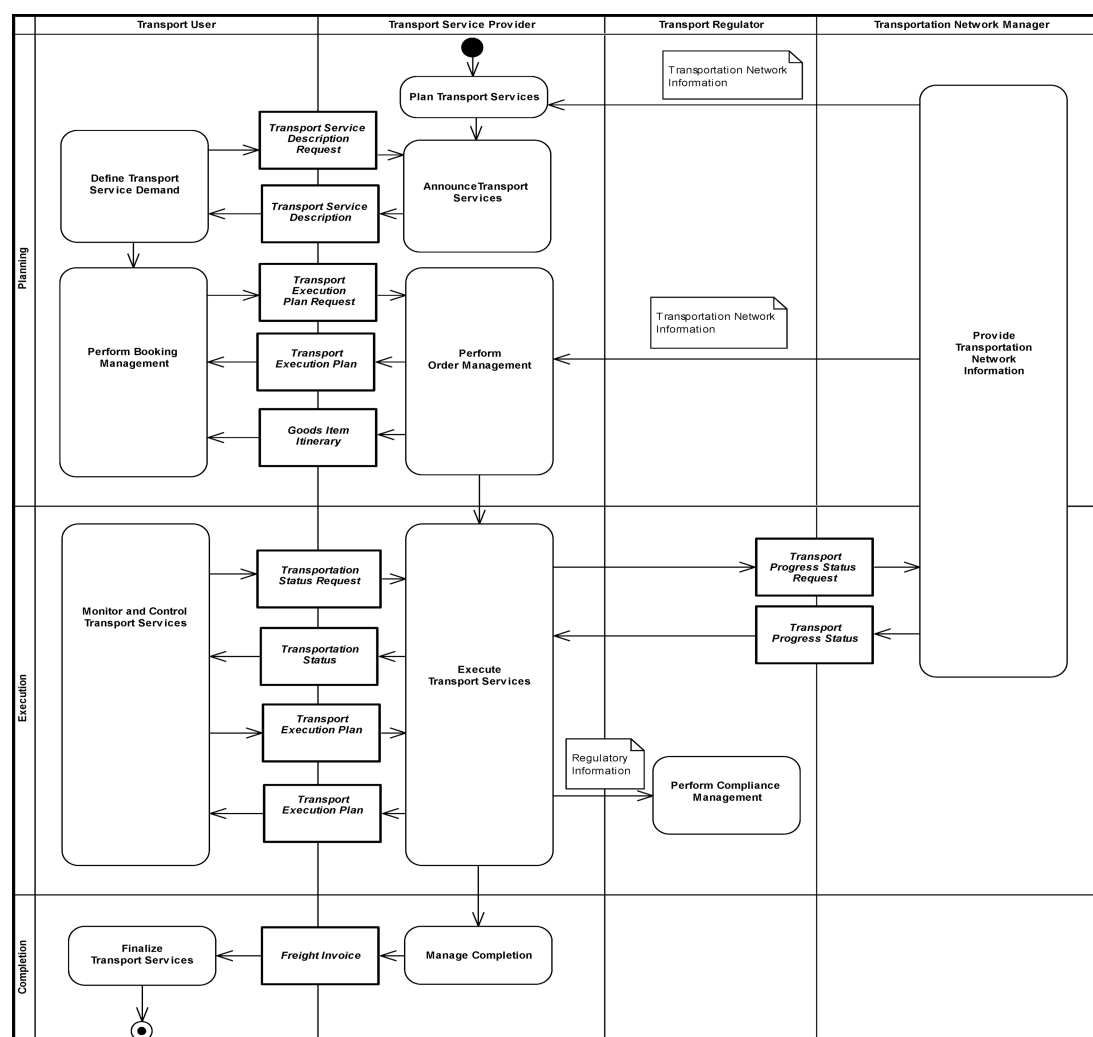 Transport User
Transport Service Provider
Transport Regulator
Transportation Network Manager
Planning
Transportation Network
Information
Plan Transport Services
Transport Service
Description
Request
Define Transport
Service Demand
AnnounceTransport
Services
Transport Service
Description
Transport
Execution
Plan Request
Transportation Network
Information
Perform Booking
Management
Transport
Execution Plan
Perform
Order Management
Provide
Transportation
Network
Information
Goods Item
Itinerary
Execution
Transportation
Status Request
Transport
Progress Status
Request
Monitor and Control
Transport Services
Transportation
Status
Transport
Progress Status
Execute
Transport Services
Transport
Execution Plan
Regulatory
Information
Perform Compliance
Management
Transport
Execution Plan
Completion
Finalize
Transport Services
Freight Invoice
Manage Completion